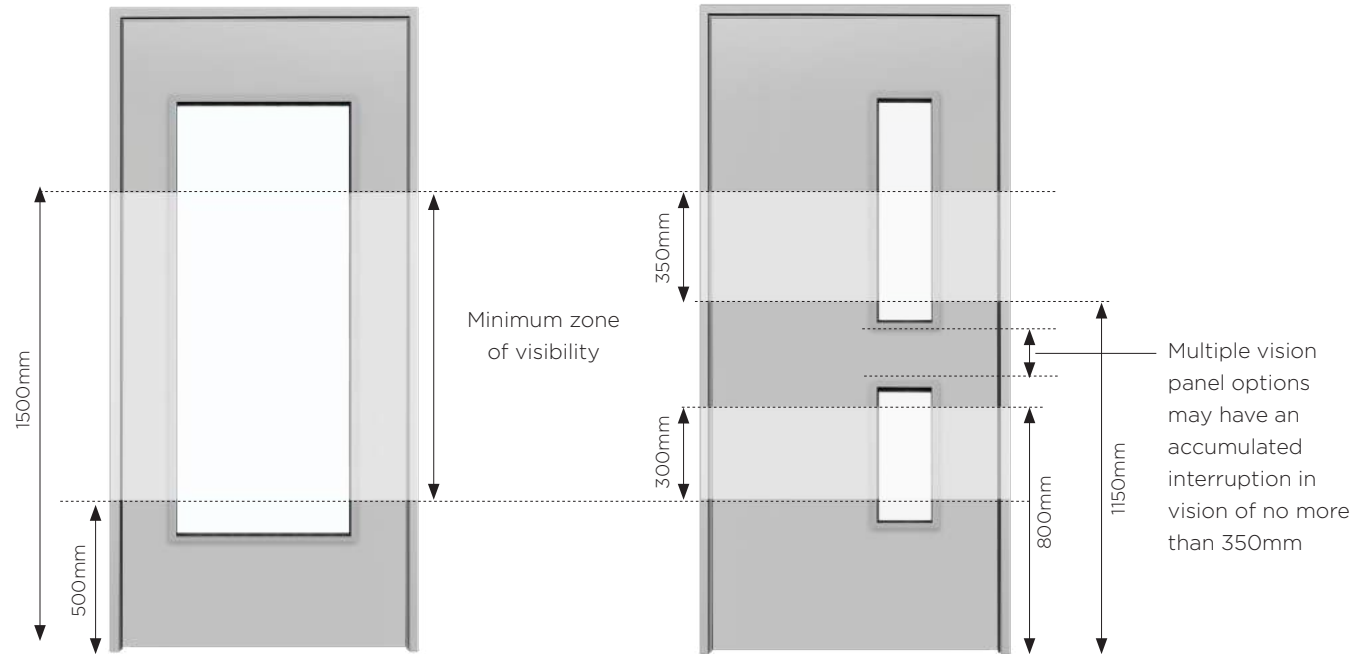 1500mm
500mm
Minimum zone
of visibility
350mm
300mm
800mm
1150mm
Multiple vision
panel options
may have an
accumulated
interruption in
vision of no more
than 350mm